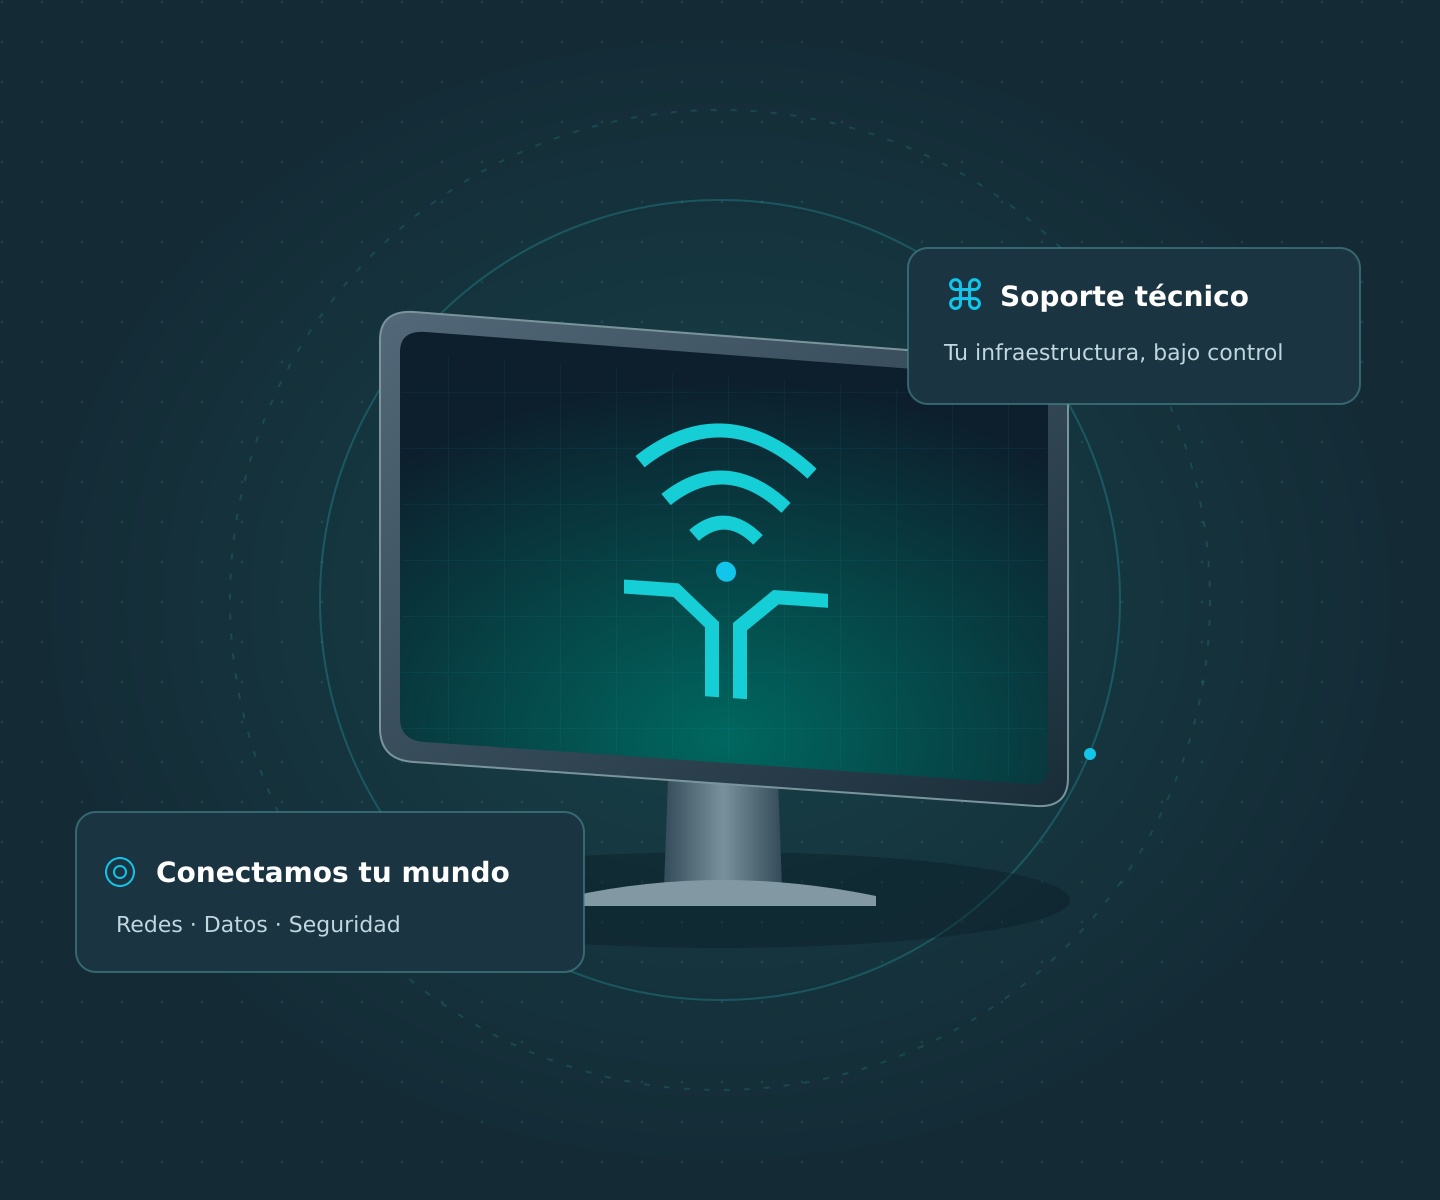 Soporte técnico
Tu infraestructura, bajo control
Conectamos tu mundo
Redes · Datos · Seguridad